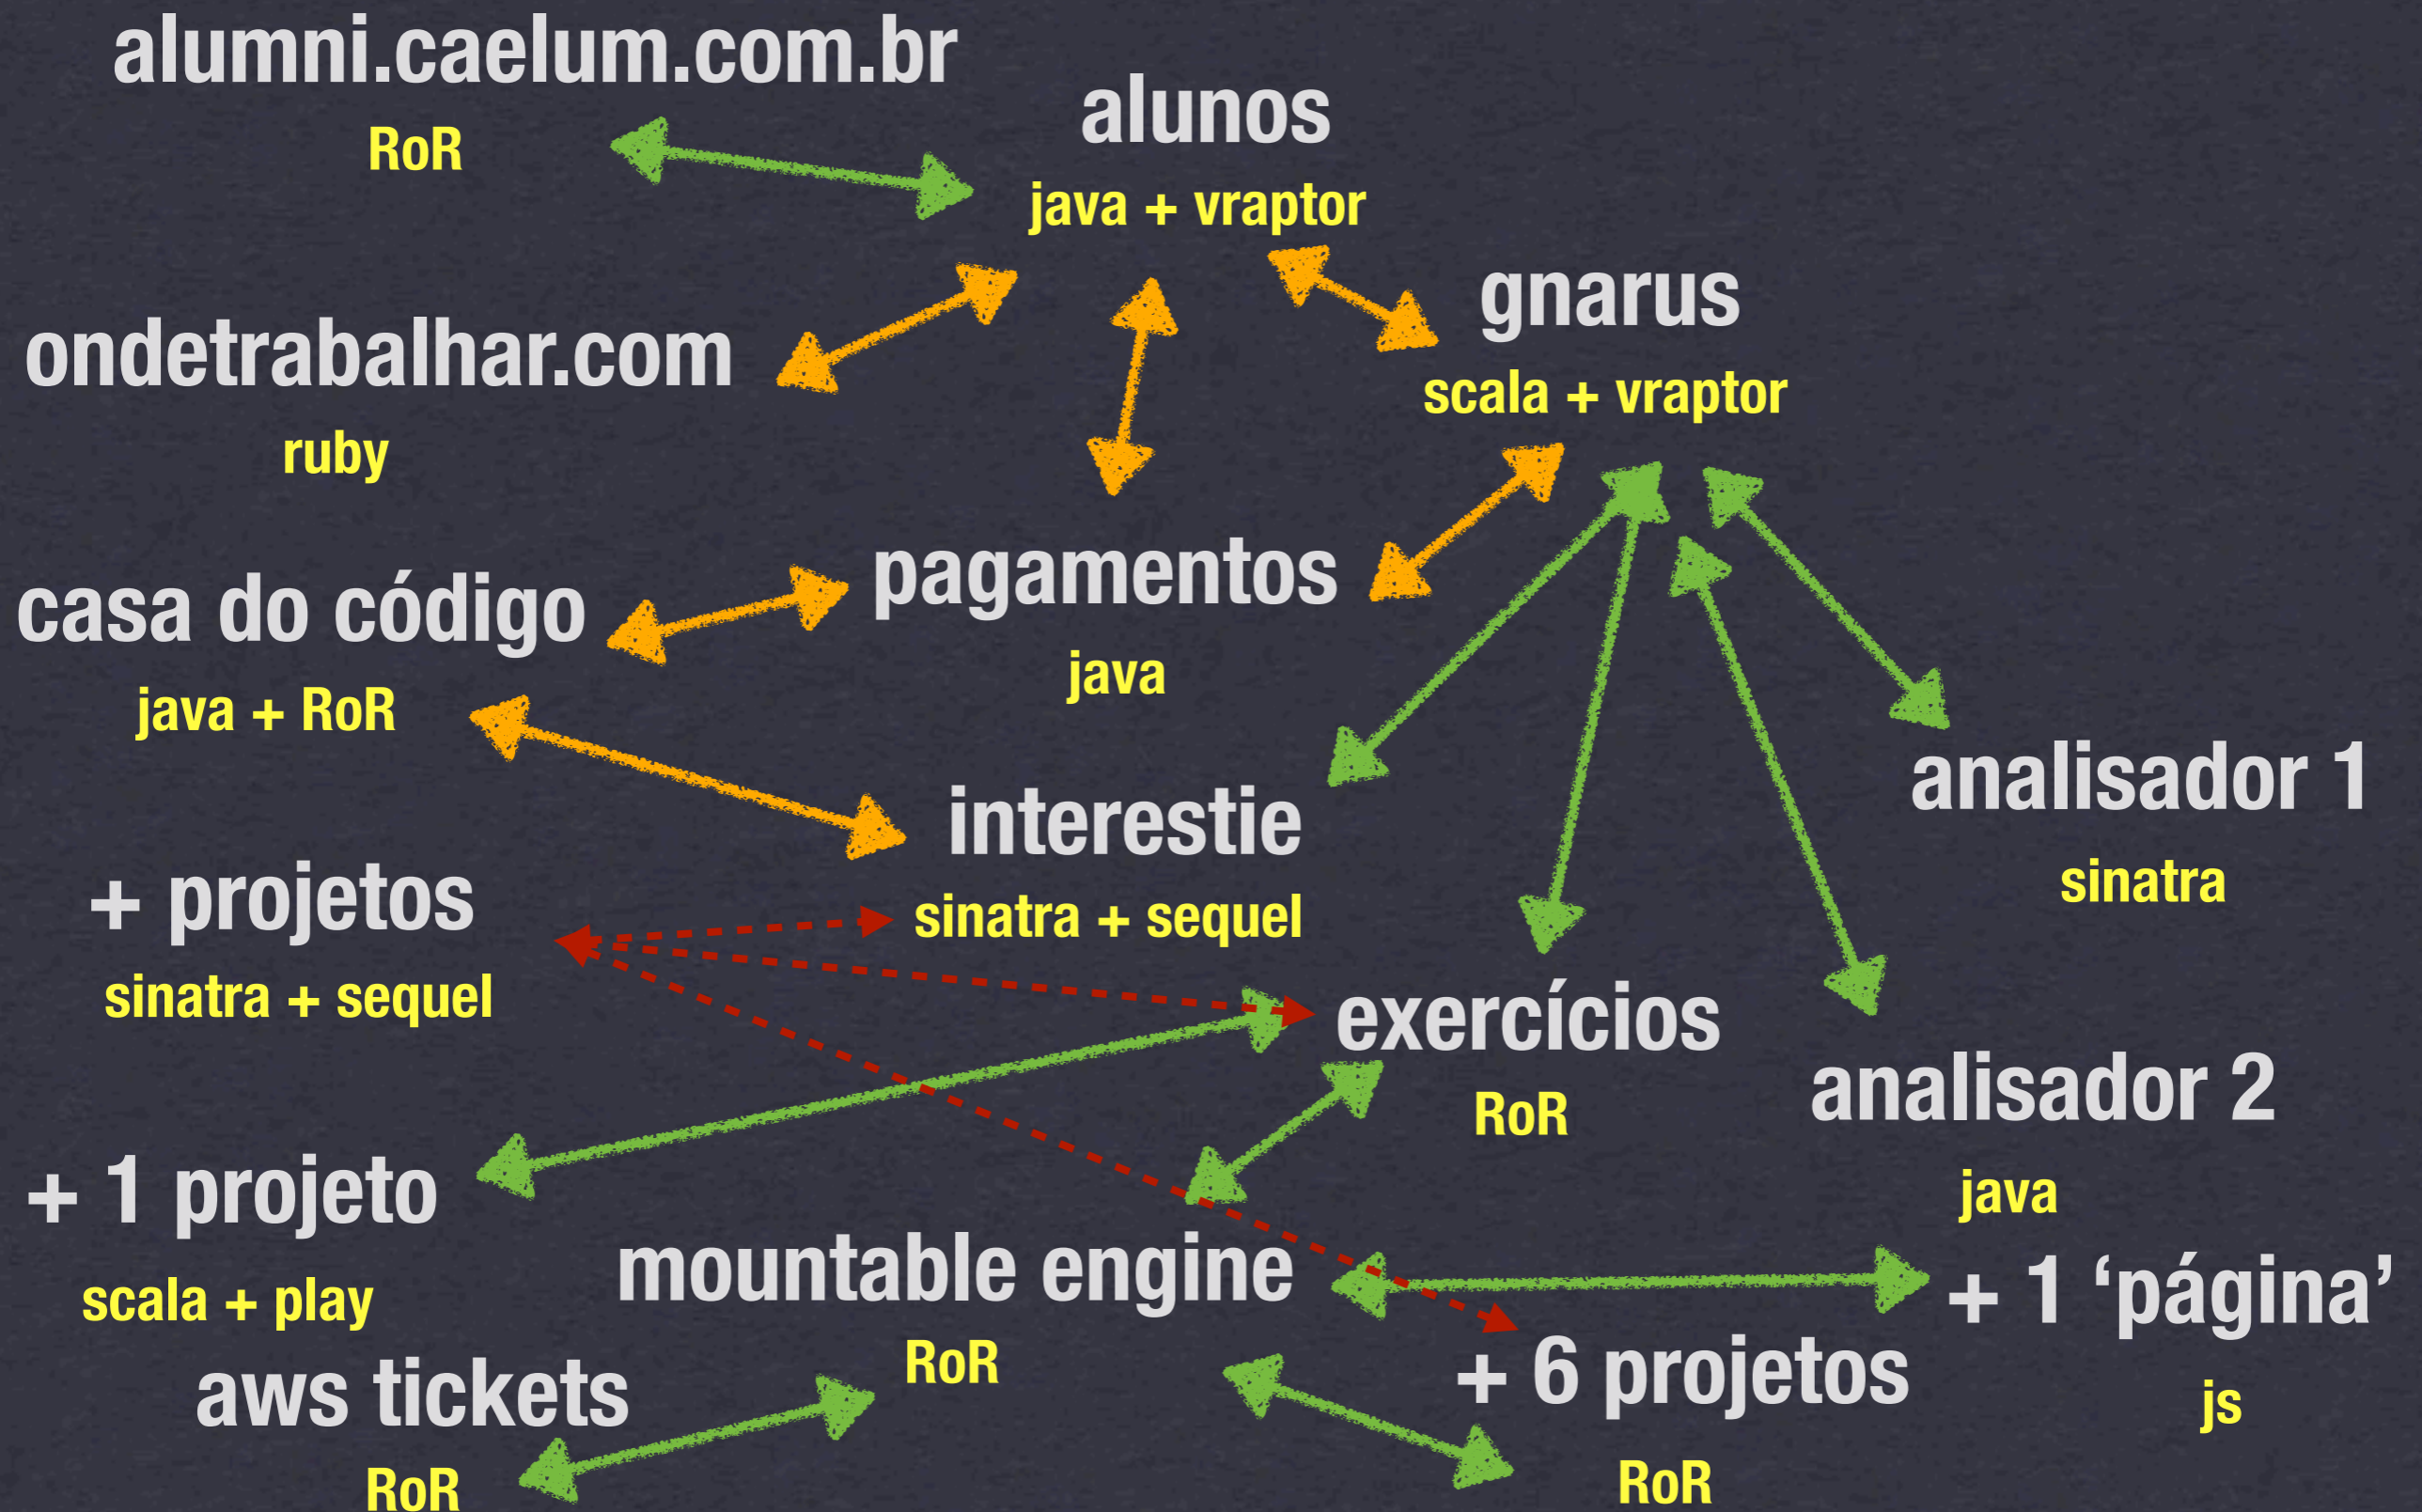 alumni.caelum.com.br
RoR
alunos
java + vraptor
gnarus
scala + vraptor
ondetrabalhar.com
ruby
pagamentos
java
casa do código
java + RoR
analisador 1
sinatra
interestie
sinatra + sequel
+ projetos
sinatra + sequel
exercícios
RoR
analisador 2
java
+ 1 projeto
scala + play
mountable engine
RoR
+ 1 ‘página’
js
+ 6 projetos
RoR
aws tickets
RoR